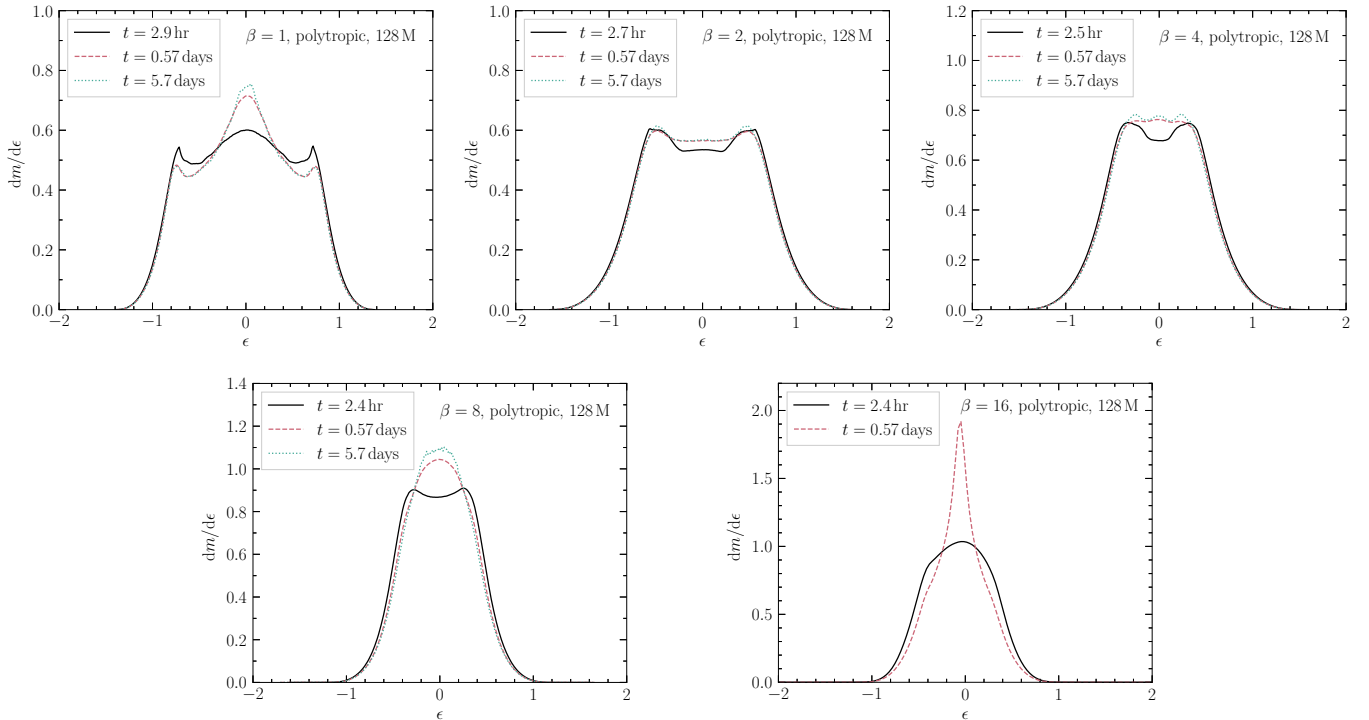 β = 1, polytropic, 128 M
t = 2.9 hr
t = 0.57 days
t = 5.7 days
dm/dϵ
1.0
0.8
0.6
0.4
0.2
0.0
−2
−1
0
1
2
ϵ
β = 2, polytropic, 128 M
t = 2.7 hr
t = 0.57 days
t = 5.7 days
dm/dϵ
1.0
0.8
0.6
0.4
0.2
0.0
−2
−1
0
1
2
ϵ
β = 4, polytropic, 128 M
t = 2.5 hr
t = 0.57 days
t = 5.7 days
dm/dϵ
1.2
1.0
0.8
0.6
0.4
0.2
0.0
−2
−1
0
1
2
ϵ
β = 8, polytropic, 128 M
t = 2.4 hr
t = 0.57 days
t = 5.7 days
dm/dϵ
1.4
1.2
1.0
0.8
0.6
0.4
0.2
0.0
−2
−1
0
1
2
ϵ
β = 16, polytropic, 128 M
t = 2.4 hr
t = 0.57 days
dm/dϵ
2.0
1.5
1.0
0.5
0.0
−2
−1
0
1
2
ϵ